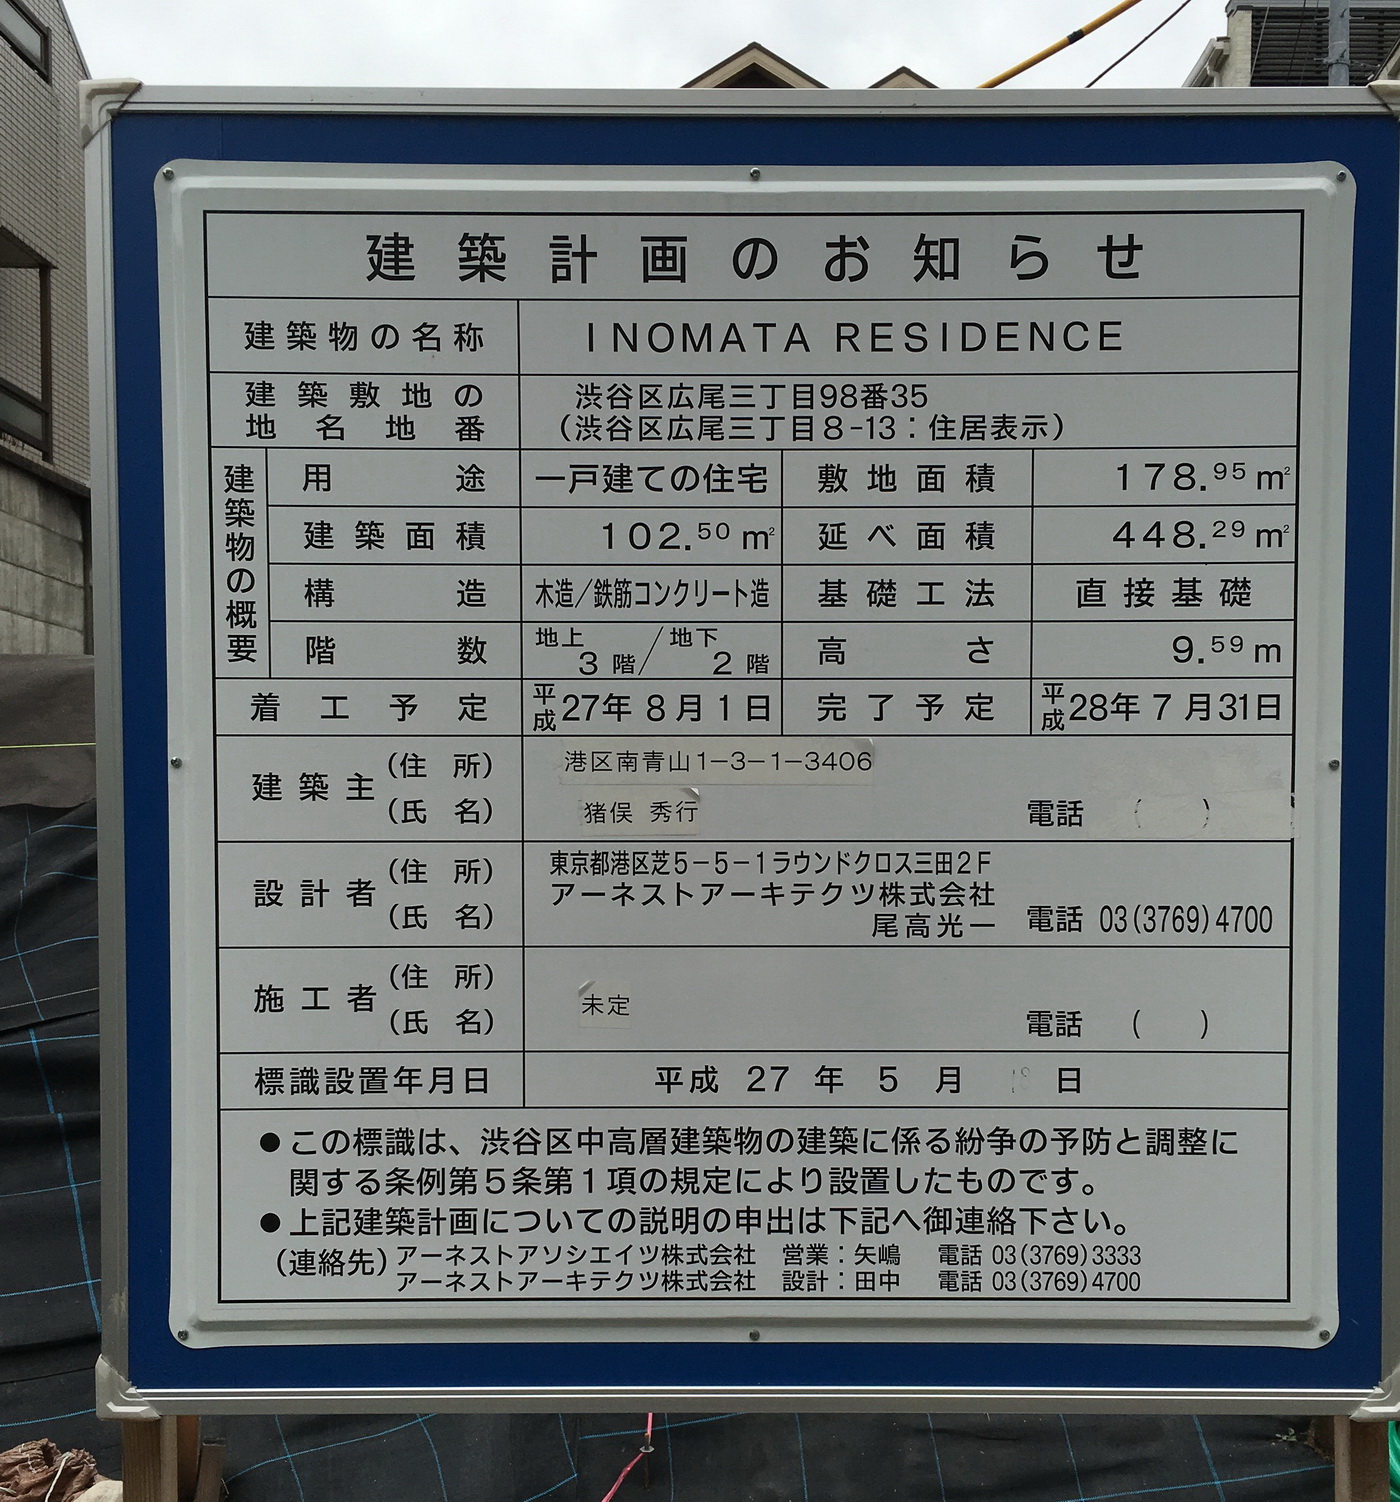 建築計画のお知らせ
建築物の名称 INOMATA RESIDENCE
建築敷地の地名地番 渋谷区広尾三丁目98番35
(渋谷区広尾三丁目8-13：住居表示)
建築物の概要
用途 一戸建ての住宅 敷地面積 178.95㎡
建築面積 102.50㎡ 延べ面積 448.29㎡
構造 木造/鉄筋コンクリート造 基礎工法 直接基礎
階数 地上3階/地下2階 高さ 9.59m
着工予定 平成27年8月1日 完了予定 平成28年7月31日
建築主 (住所) 港区南青山1-3-1-3406
(氏名) 猪俣 秀行 電話 ( )
設計者 (住所) 東京都港区芝5-5-1ラウンドクロス三田2F
アーネストアーキテクツ株式会社
(氏名) 尾高光一 電話 03(3769)4700
施工者 (住所)
(氏名) 未定 電話 ( )
標識設置年月日 平成 27 年 5 月 日
●この標識は、渋谷区中高層建築物の建築に係る紛争の予防と調整に
関する条例第5条第1項の規定により設置したものです。
●上記建築計画についての説明の申出は下記へ御連絡下さい。
(連絡先) アーネストアソシエイツ株式会社 営業：矢嶋 電話 03(3769)3333
アーネストアーキテクツ株式会社 設計：田中 電話 03(3769)4700